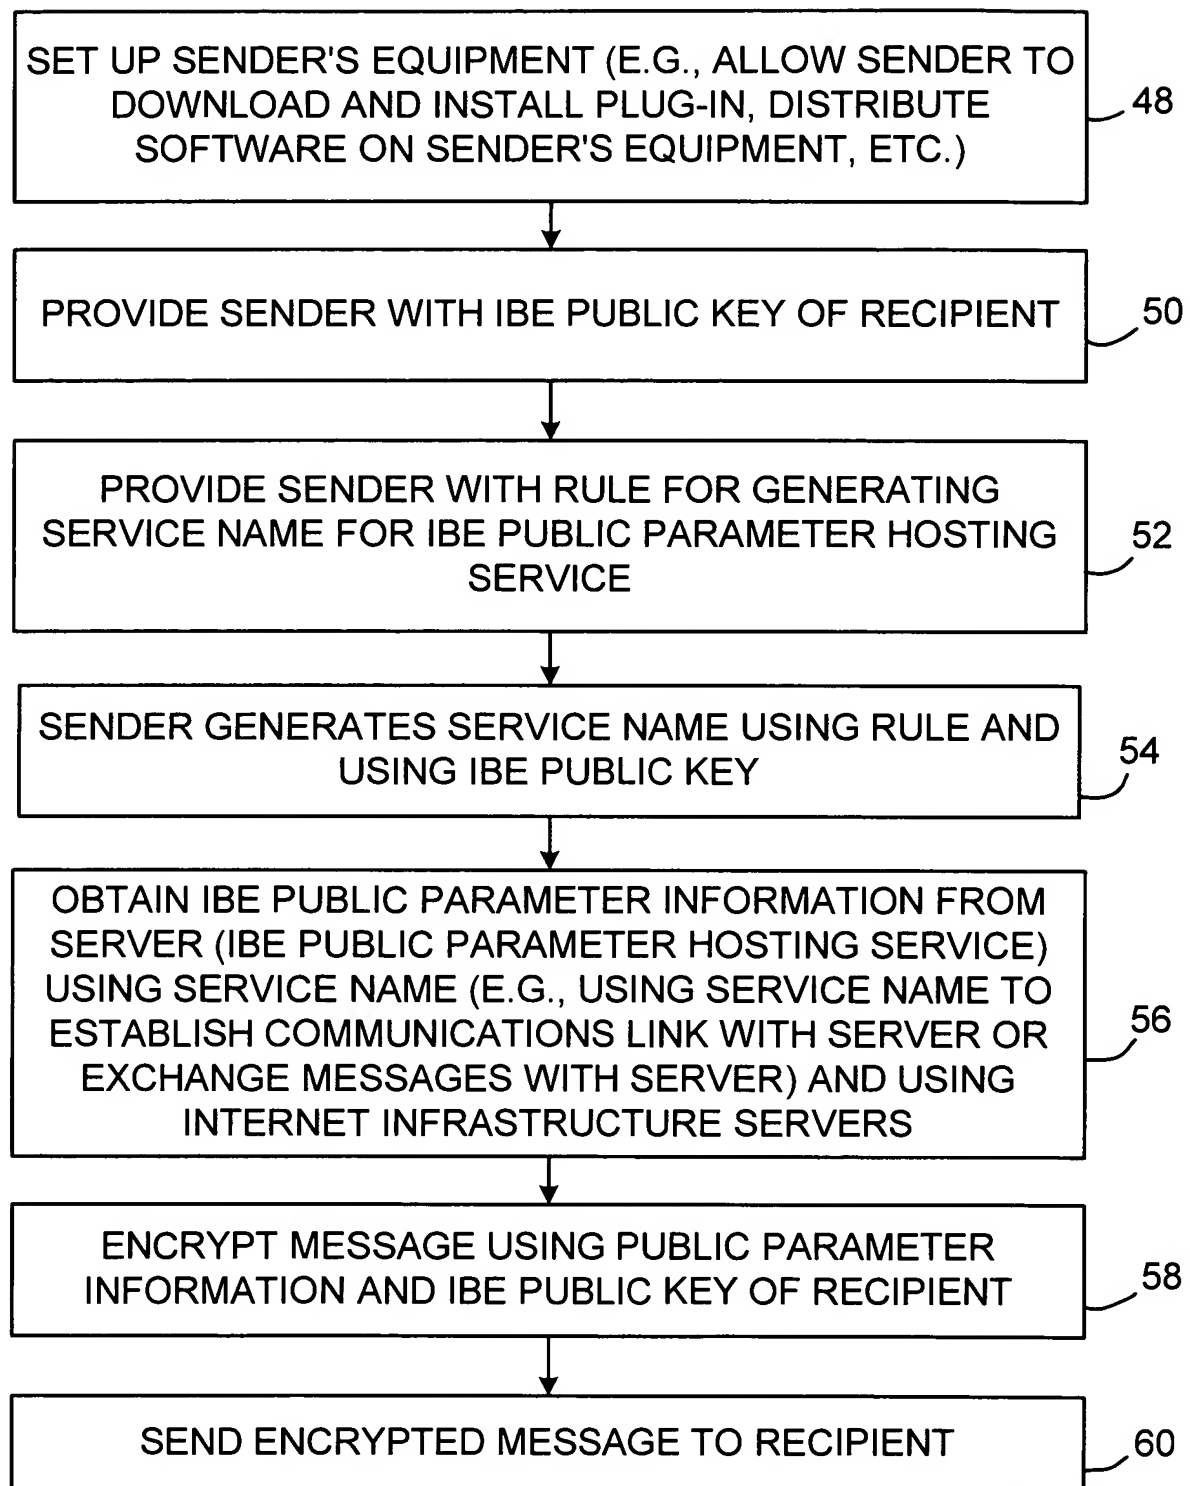 SET UP SENDER'S EQUIPMENT (E.G., ALLOW SENDER TO
DOWNLOAD AND INSTALL PLUG-IN, DISTRIBUTE
SOFTWARE ON SENDER'S EQUIPMENT, ETC.)
48
PROVIDE SENDER WITH IBE PUBLIC KEY OF RECIPIENT
50
PROVIDE SENDER WITH RULE FOR GENERATING
SERVICE NAME FOR IBE PUBLIC PARAMETER HOSTING
SERVICE
52
SENDER GENERATES SERVICE NAME USING RULE AND
USING IBE PUBLIC KEY
54
OBTAIN IBE PUBLIC PARAMETER INFORMATION FROM
SERVER (IBE PUBLIC PARAMETER HOSTING SERVICE)
USING SERVICE NAME (E.G., USING SERVICE NAME TO
ESTABLISH COMMUNICATIONS LINK WITH SERVER OR
EXCHANGE MESSAGES WITH SERVER) AND USING
INTERNET INFRASTRUCTURE SERVERS
56
ENCRYPT MESSAGE USING PUBLIC PARAMETER
INFORMATION AND IBE PUBLIC KEY OF RECIPIENT
58
SEND ENCRYPTED MESSAGE TO RECIPIENT
60